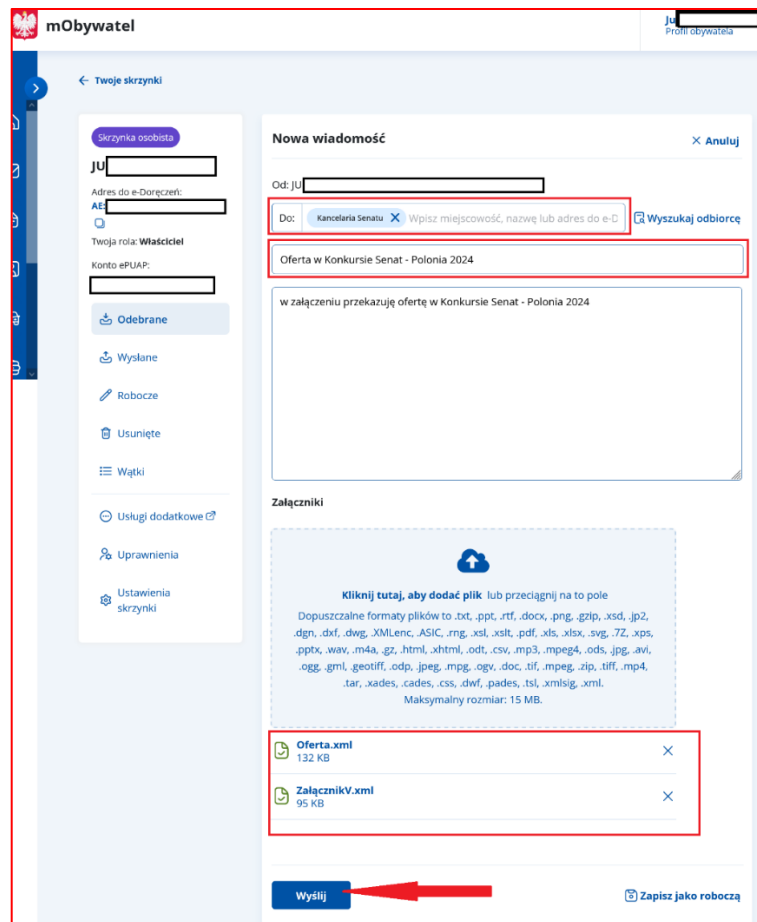 mObywatel
Ju
Profil obywatela
Twoje skrzynki
Skrzynka osobista
JU
Adres do e-Doręczeń:
AE:
Twoja rola: Właściciel
Konto ePUAP:
Odebrane
Wysłane
Robocze
Usunięte
Wątki
Usługi dodatkowe
Uprawnienia
Ustawienia
skrzynki
Nowa wiadomość
Anuluj
Od: JU
Do: Kancelaria Senatu X Wpisz miejscowość, nazwę lub adres do e-D
Wyszukaj odbiorcę
Oferta w Konkursie Senat - Polonia 2024
w załączeniu przekazuję ofertę w Konkursie Senat - Polonia 2024
Załączniki
Kliknij tutaj, aby dodać plik lub przeciągnij na to pole
Dopuszczalne formaty plików to .txt, .ppt, .rtf, .docx, .png, .gzip, .xsd, .jp2,
.dgn, .dxf, .dwg, .XMLenc, .ASIC, .rng, .xsl, .xslt, .pdf, .xls, .xlsx, .svg, .7Z, .xps,
.pptx, .wav, .m4a, .gz, .html, .xhtml, .odt, .csv, .mp3, .mpeg4, .ods, .jpg, .avi,
.ogg, .gml, .geotiff, .odp, .jpeg, .mpg, .ogv, .doc, .tif, .mpeg, .zip, .tiff, .mp4,
.tar, .xades, .cades, .css, .dwf, .pades, .tsl, .xmlsig, .xml.
Maksymalny rozmiar: 15 MB.
Oferta.xml
132 KB
ZałącznikV.xml
95 KB
Wyślij
Zapisz jako roboczą